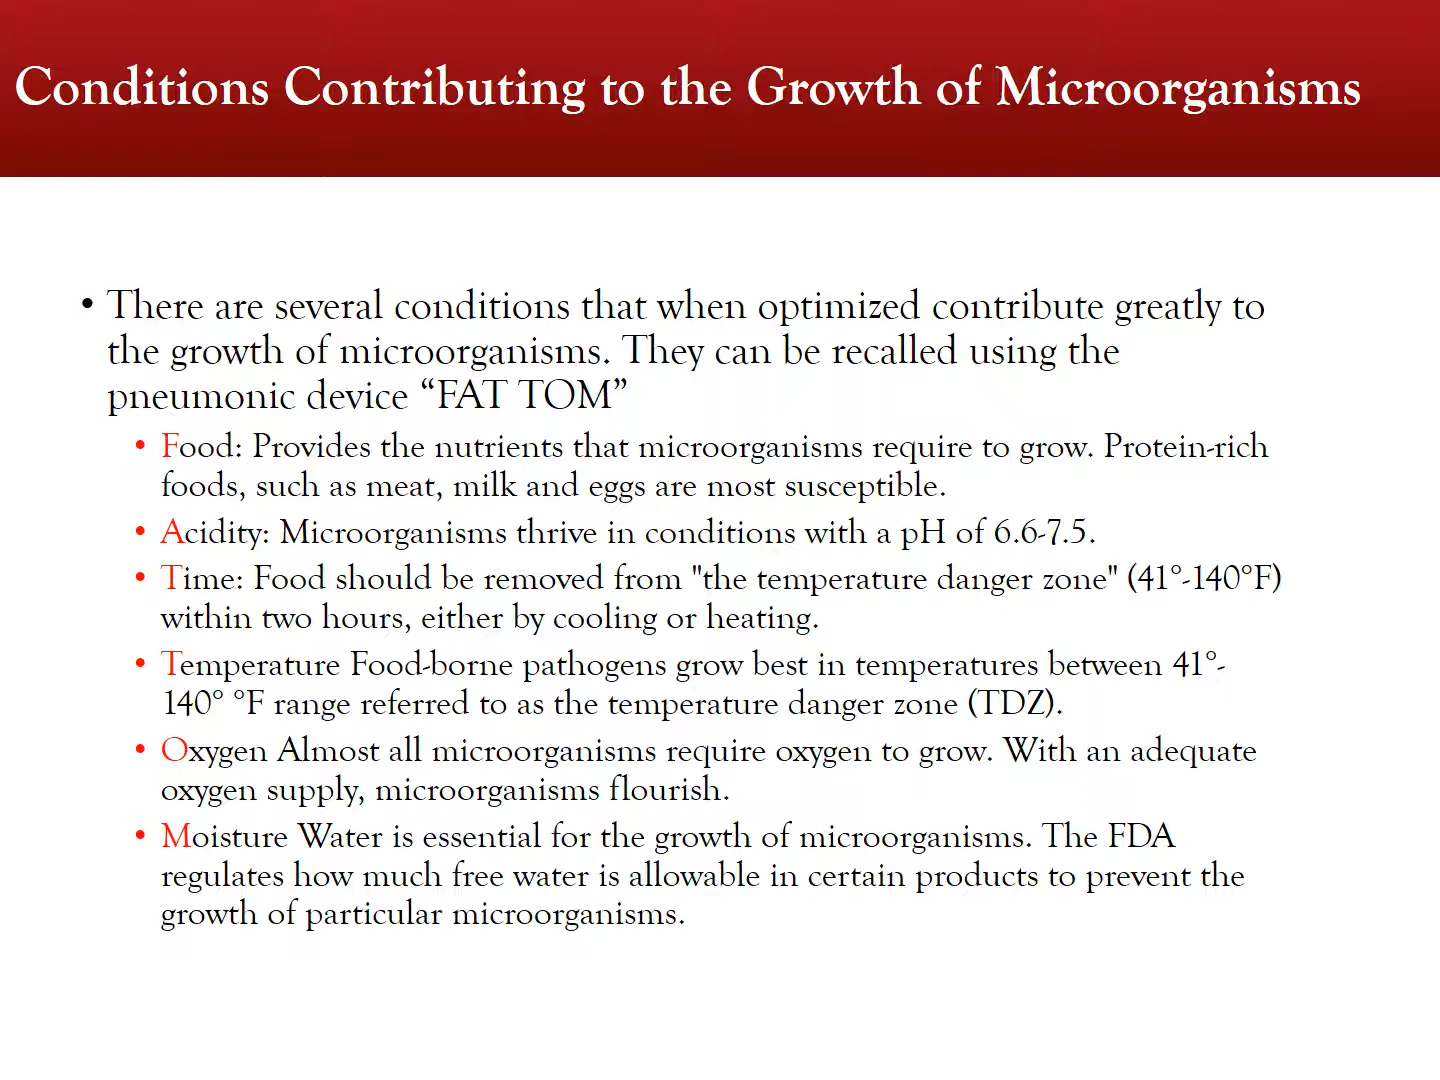 Conditions Contributing to the Growth of Microorganisms
• There are several conditions that when optimized contribute greatly to
the growth of microorganisms. They can be recalled using the
pneumonic device “FAT TOM”
• Food: Provides the nutrients that microorganisms require to grow. Protein-rich
foods, such as meat, milk and eggs are most susceptible.
• Acidity: Microorganisms thrive in conditions with a pH of 6.6-7.5.
• Time: Food should be removed from "the temperature danger zone" (41°-140°F)
within two hours, either by cooling or heating.
• Temperature Food-borne pathogens grow best in temperatures between 41°-
140° °F range referred to as the temperature danger zone (TDZ).
• Oxygen Almost all microorganisms require oxygen to grow. With an adequate
oxygen supply, microorganisms flourish.
• Moisture Water is essential for the growth of microorganisms. The FDA
regulates how much free water is allowable in certain products to prevent the
growth of particular microorganisms.